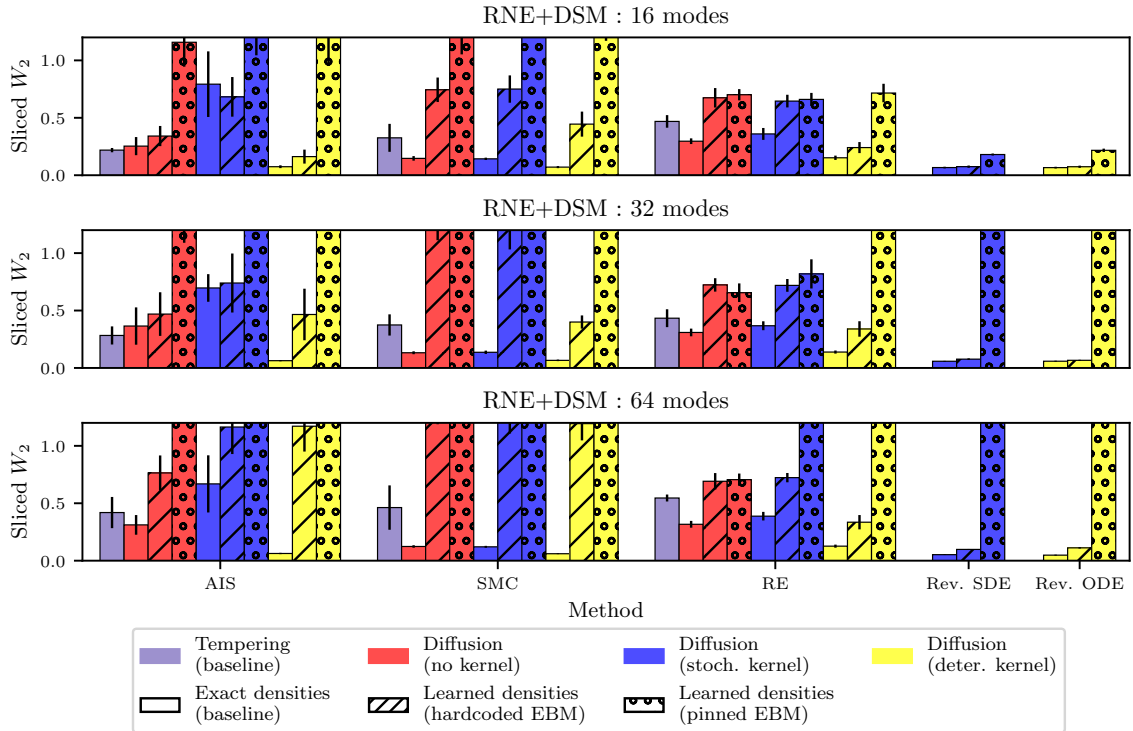 RNE+DSM : 16 modes
Sliced W2
1.0
0.5
0.0
RNE+DSM : 32 modes
Sliced W2
1.0
0.5
0.0
RNE+DSM : 64 modes
Sliced W2
1.0
0.5
0.0
AIS SMC RE Rev. SDE Rev. ODE
Method
Tempering (baseline)
Diffusion (no kernel)
Diffusion (stoch. kernel)
Diffusion (deter. kernel)
Exact densities (baseline)
Learned densities (hardcoded EBM)
Learned densities (pinned EBM)